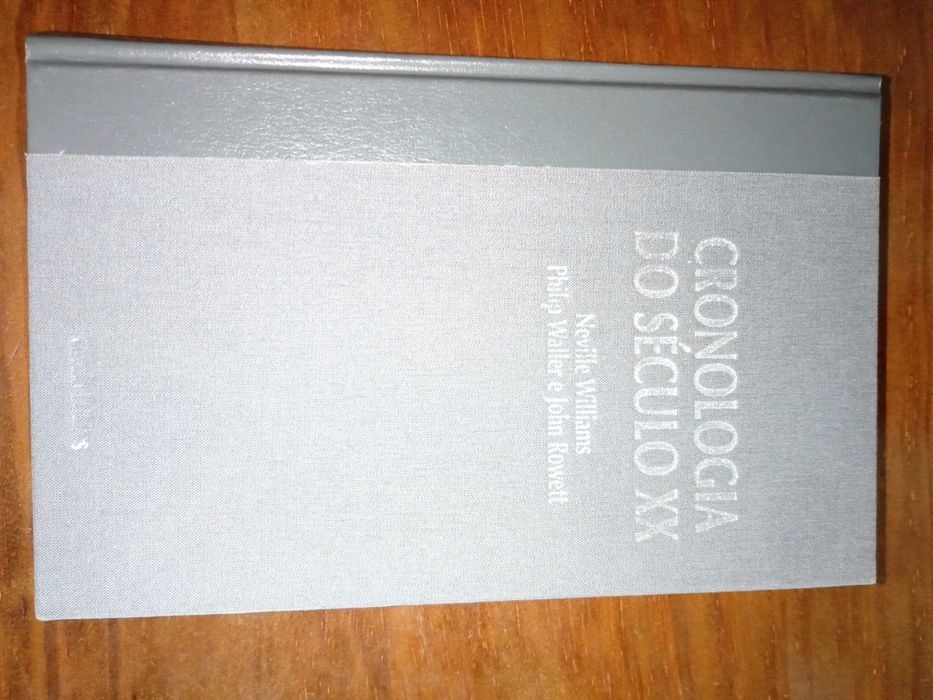 CRONOLOGIA
DO SÉCULO XX
Neville Williams
Philip Waller e John Rowett